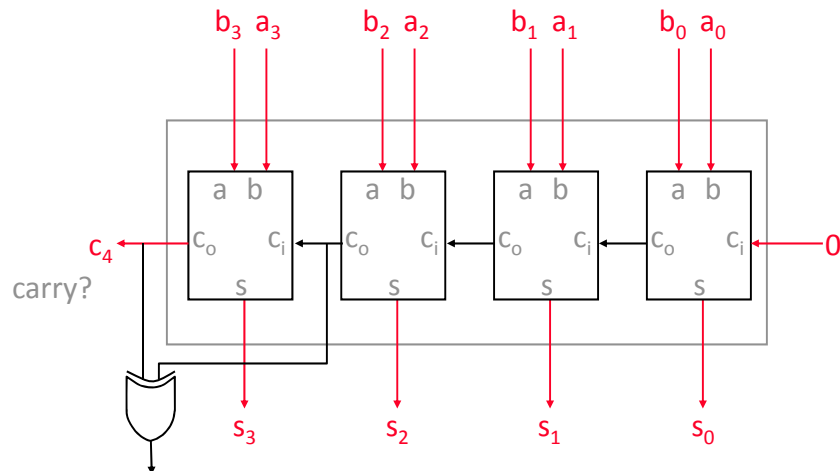 b₃ a₃ b₂ a₂ b₁ a₁ b₀ a₀
a b a b a b a b
c₄ cₒ cᵢ cₒ cᵢ cₒ cᵢ cₒ cᵢ 0
carry? s s s s
s₃ s₂ s₁ s₀